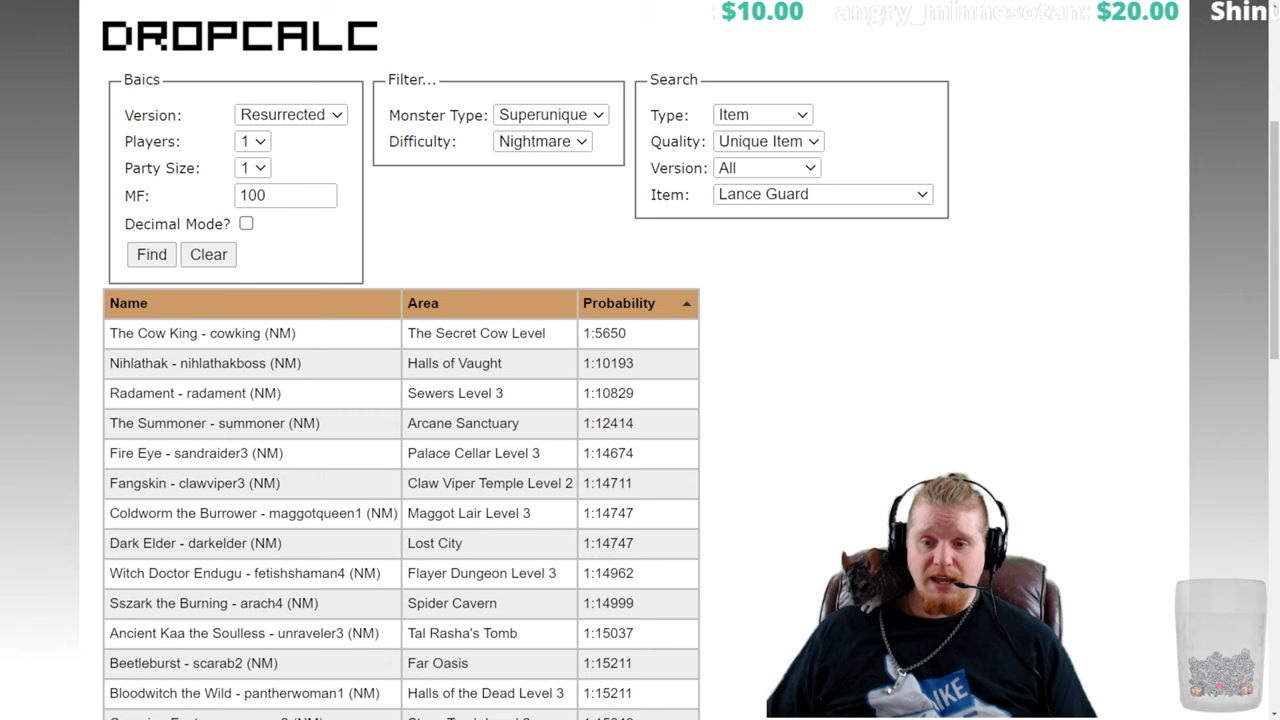 : $10.00 angry_minnesotan: $20.00 Shin
DROPCALC
Baics
Version: Resurrected
Players: 1
Party Size: 1
MF: 100
Decimal Mode?
Find Clear
Filter...
Monster Type: Superunique
Difficulty: Nightmare
Search
Type: Item
Quality: Unique Item
Version: All
Item: Lance Guard
Name Area Probability
The Cow King - cowking (NM) The Secret Cow Level 1:5650
Nihlathak - nihlathakboss (NM) Halls of Vaught 1:10193
Radament - radament (NM) Sewers Level 3 1:10829
The Summoner - summoner (NM) Arcane Sanctuary 1:12414
Fire Eye - sandraider3 (NM) Palace Cellar Level 3 1:14674
Fangskin - clawviper3 (NM) Claw Viper Temple Level 2 1:14711
Coldworm the Burrower - maggotqueen1 (NM) Maggot Lair Level 3 1:14747
Dark Elder - darkelder (NM) Lost City 1:14747
Witch Doctor Endugu - fetishshaman4 (NM) Flayer Dungeon Level 3 1:14962
Sszark the Burning - arach4 (NM) Spider Cavern 1:14999
Ancient Kaa the Soulless - unraveler3 (NM) Tal Rasha's Tomb 1:15037
Beetleburst - scarab2 (NM) Far Oasis 1:15211
Bloodwitch the Wild - pantherwoman1 (NM) Halls of the Dead Level 3 1:15211